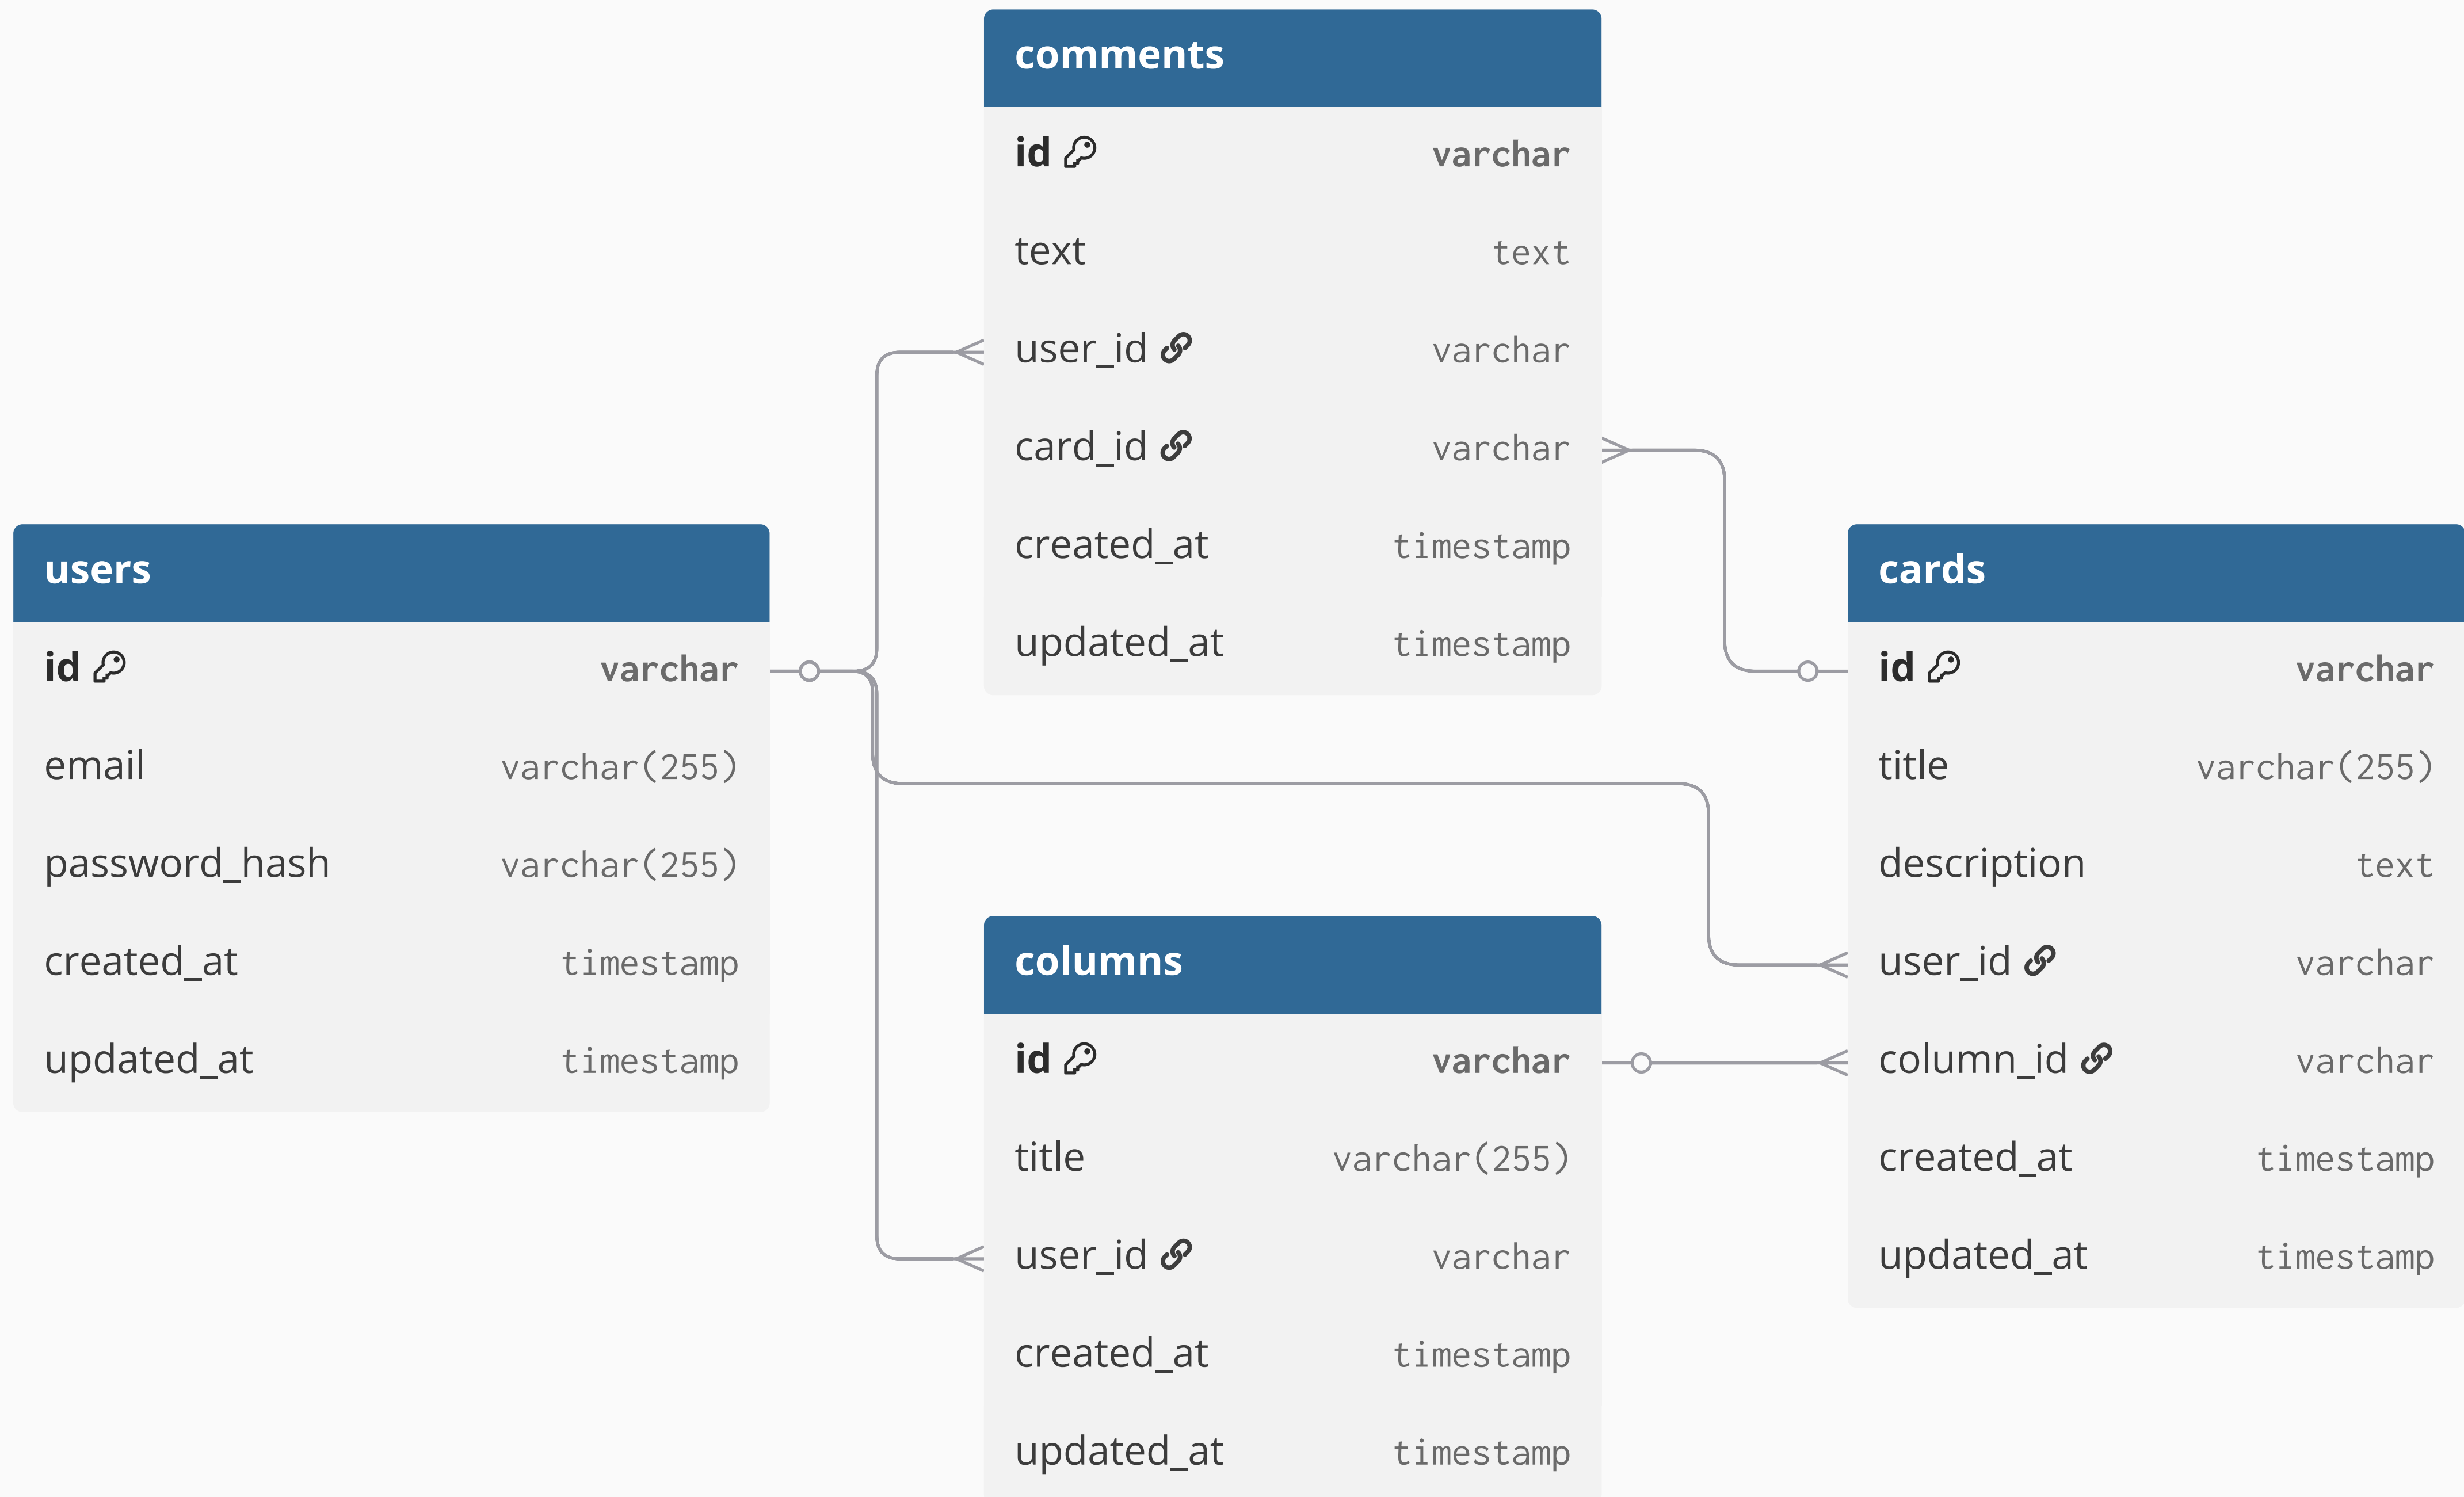 comments
id varchar
text text
user_id varchar
card_id varchar
created_at timestamp
updated_at timestamp
users
id varchar
email varchar(255)
password_hash varchar(255)
created_at timestamp
updated_at timestamp
cards
id varchar
title varchar(255)
description text
user_id varchar
column_id varchar
created_at timestamp
updated_at timestamp
columns
id varchar
title varchar(255)
user_id varchar
created_at timestamp
updated_at timestamp